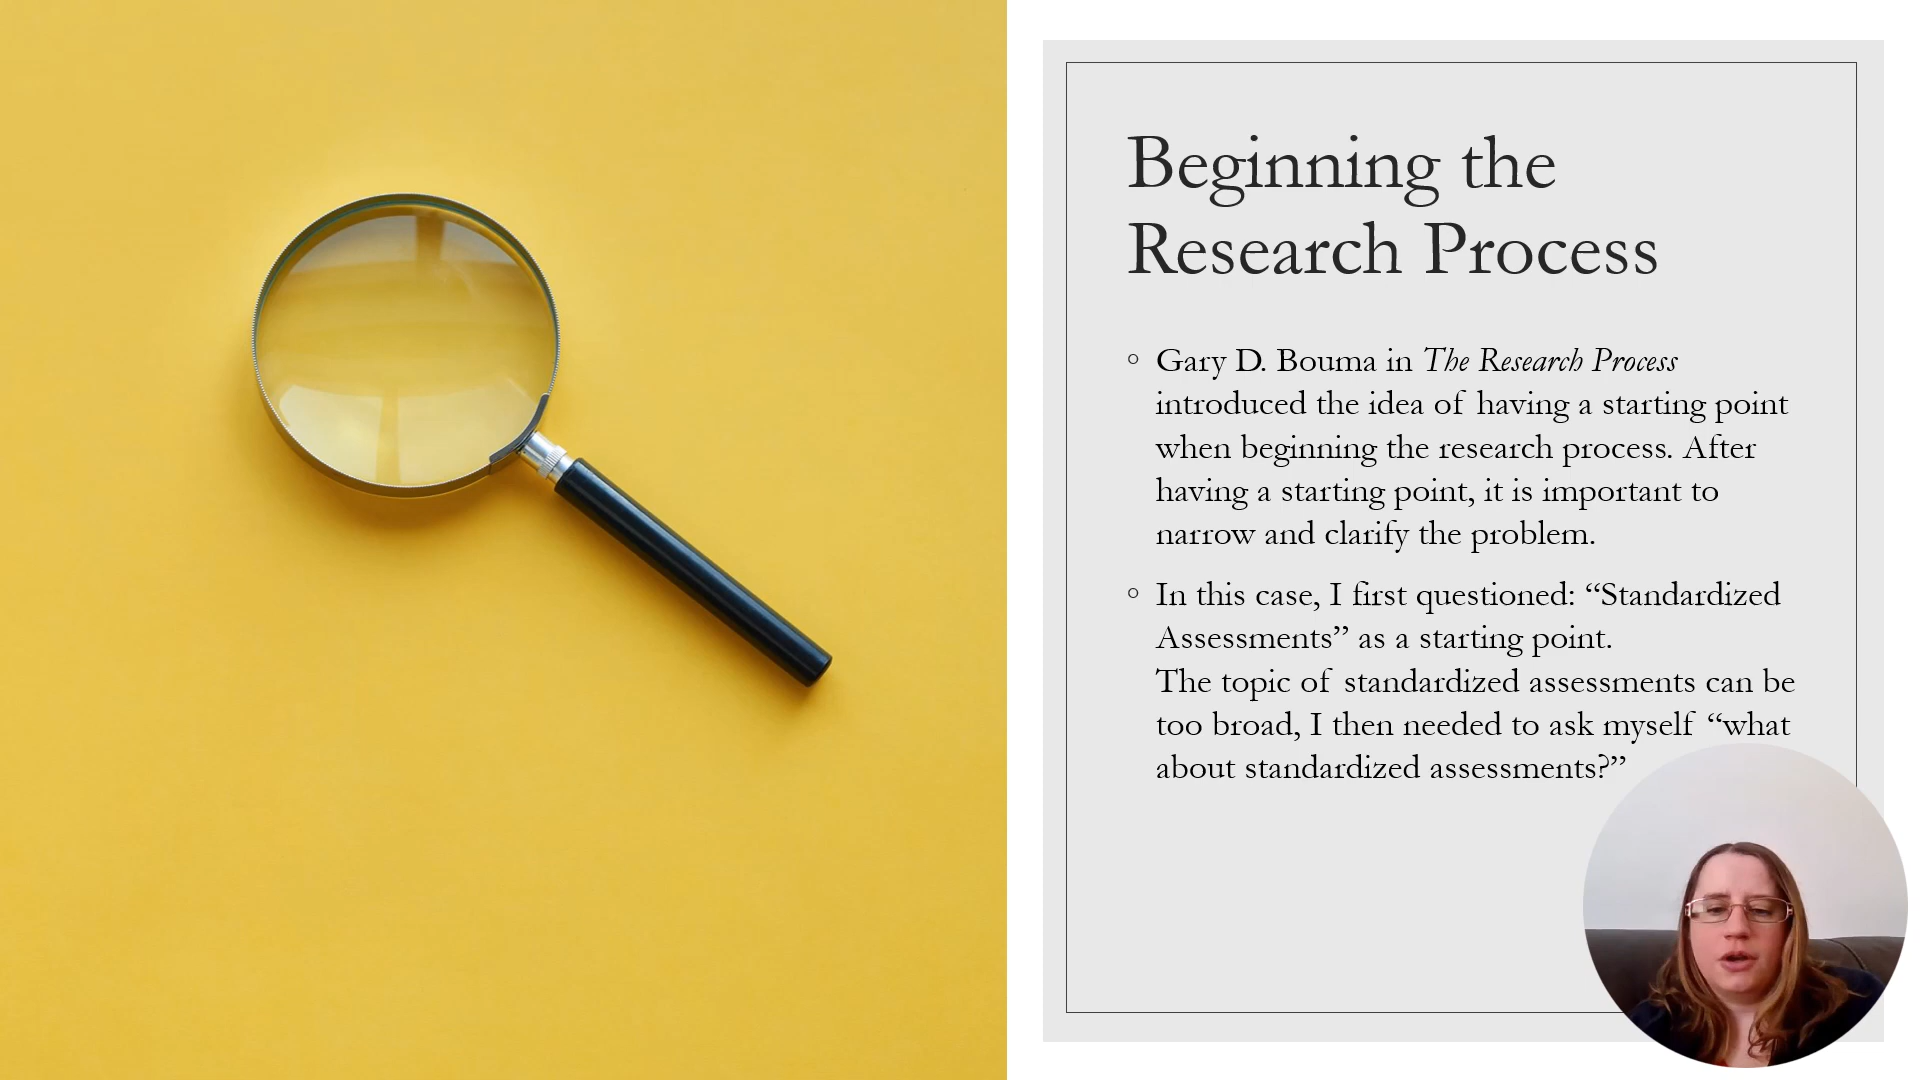 Beginning the
Research Process
Gary D. Bouma in The Research Process
introduced the idea of having a starting point
when beginning the research process. After
having a starting point, it is important to
narrow and clarify the problem.
In this case, I first questioned: “Standardized
Assessments” as a starting point.
The topic of standardized assessments can be
too broad, I then needed to ask myself “what
about standardized assessments?”